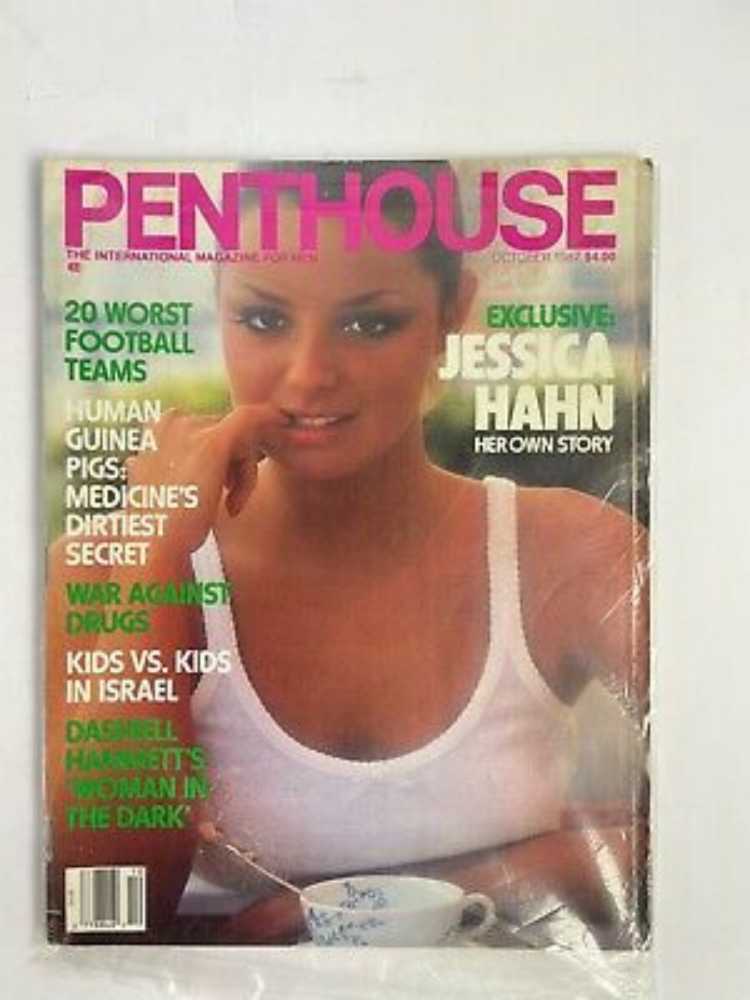 PENTHOUSE
THE INTERNATIONAL MAGAZINE FOR MEN
OCTOBER 1987 $4.00
20 WORST
FOOTBALL
TEAMS
HUMAN
GUINEA
PIGS:
MEDICINE'S
DIRTIEST
SECRET
WAR AGAINST
DRUGS
KIDS VS. KIDS
IN ISRAEL
DASHIELL
HAMMETT'S
'WOMAN IN
THE DARK'
EXCLUSIVE:
JESSICA
HAHN
HER OWN STORY